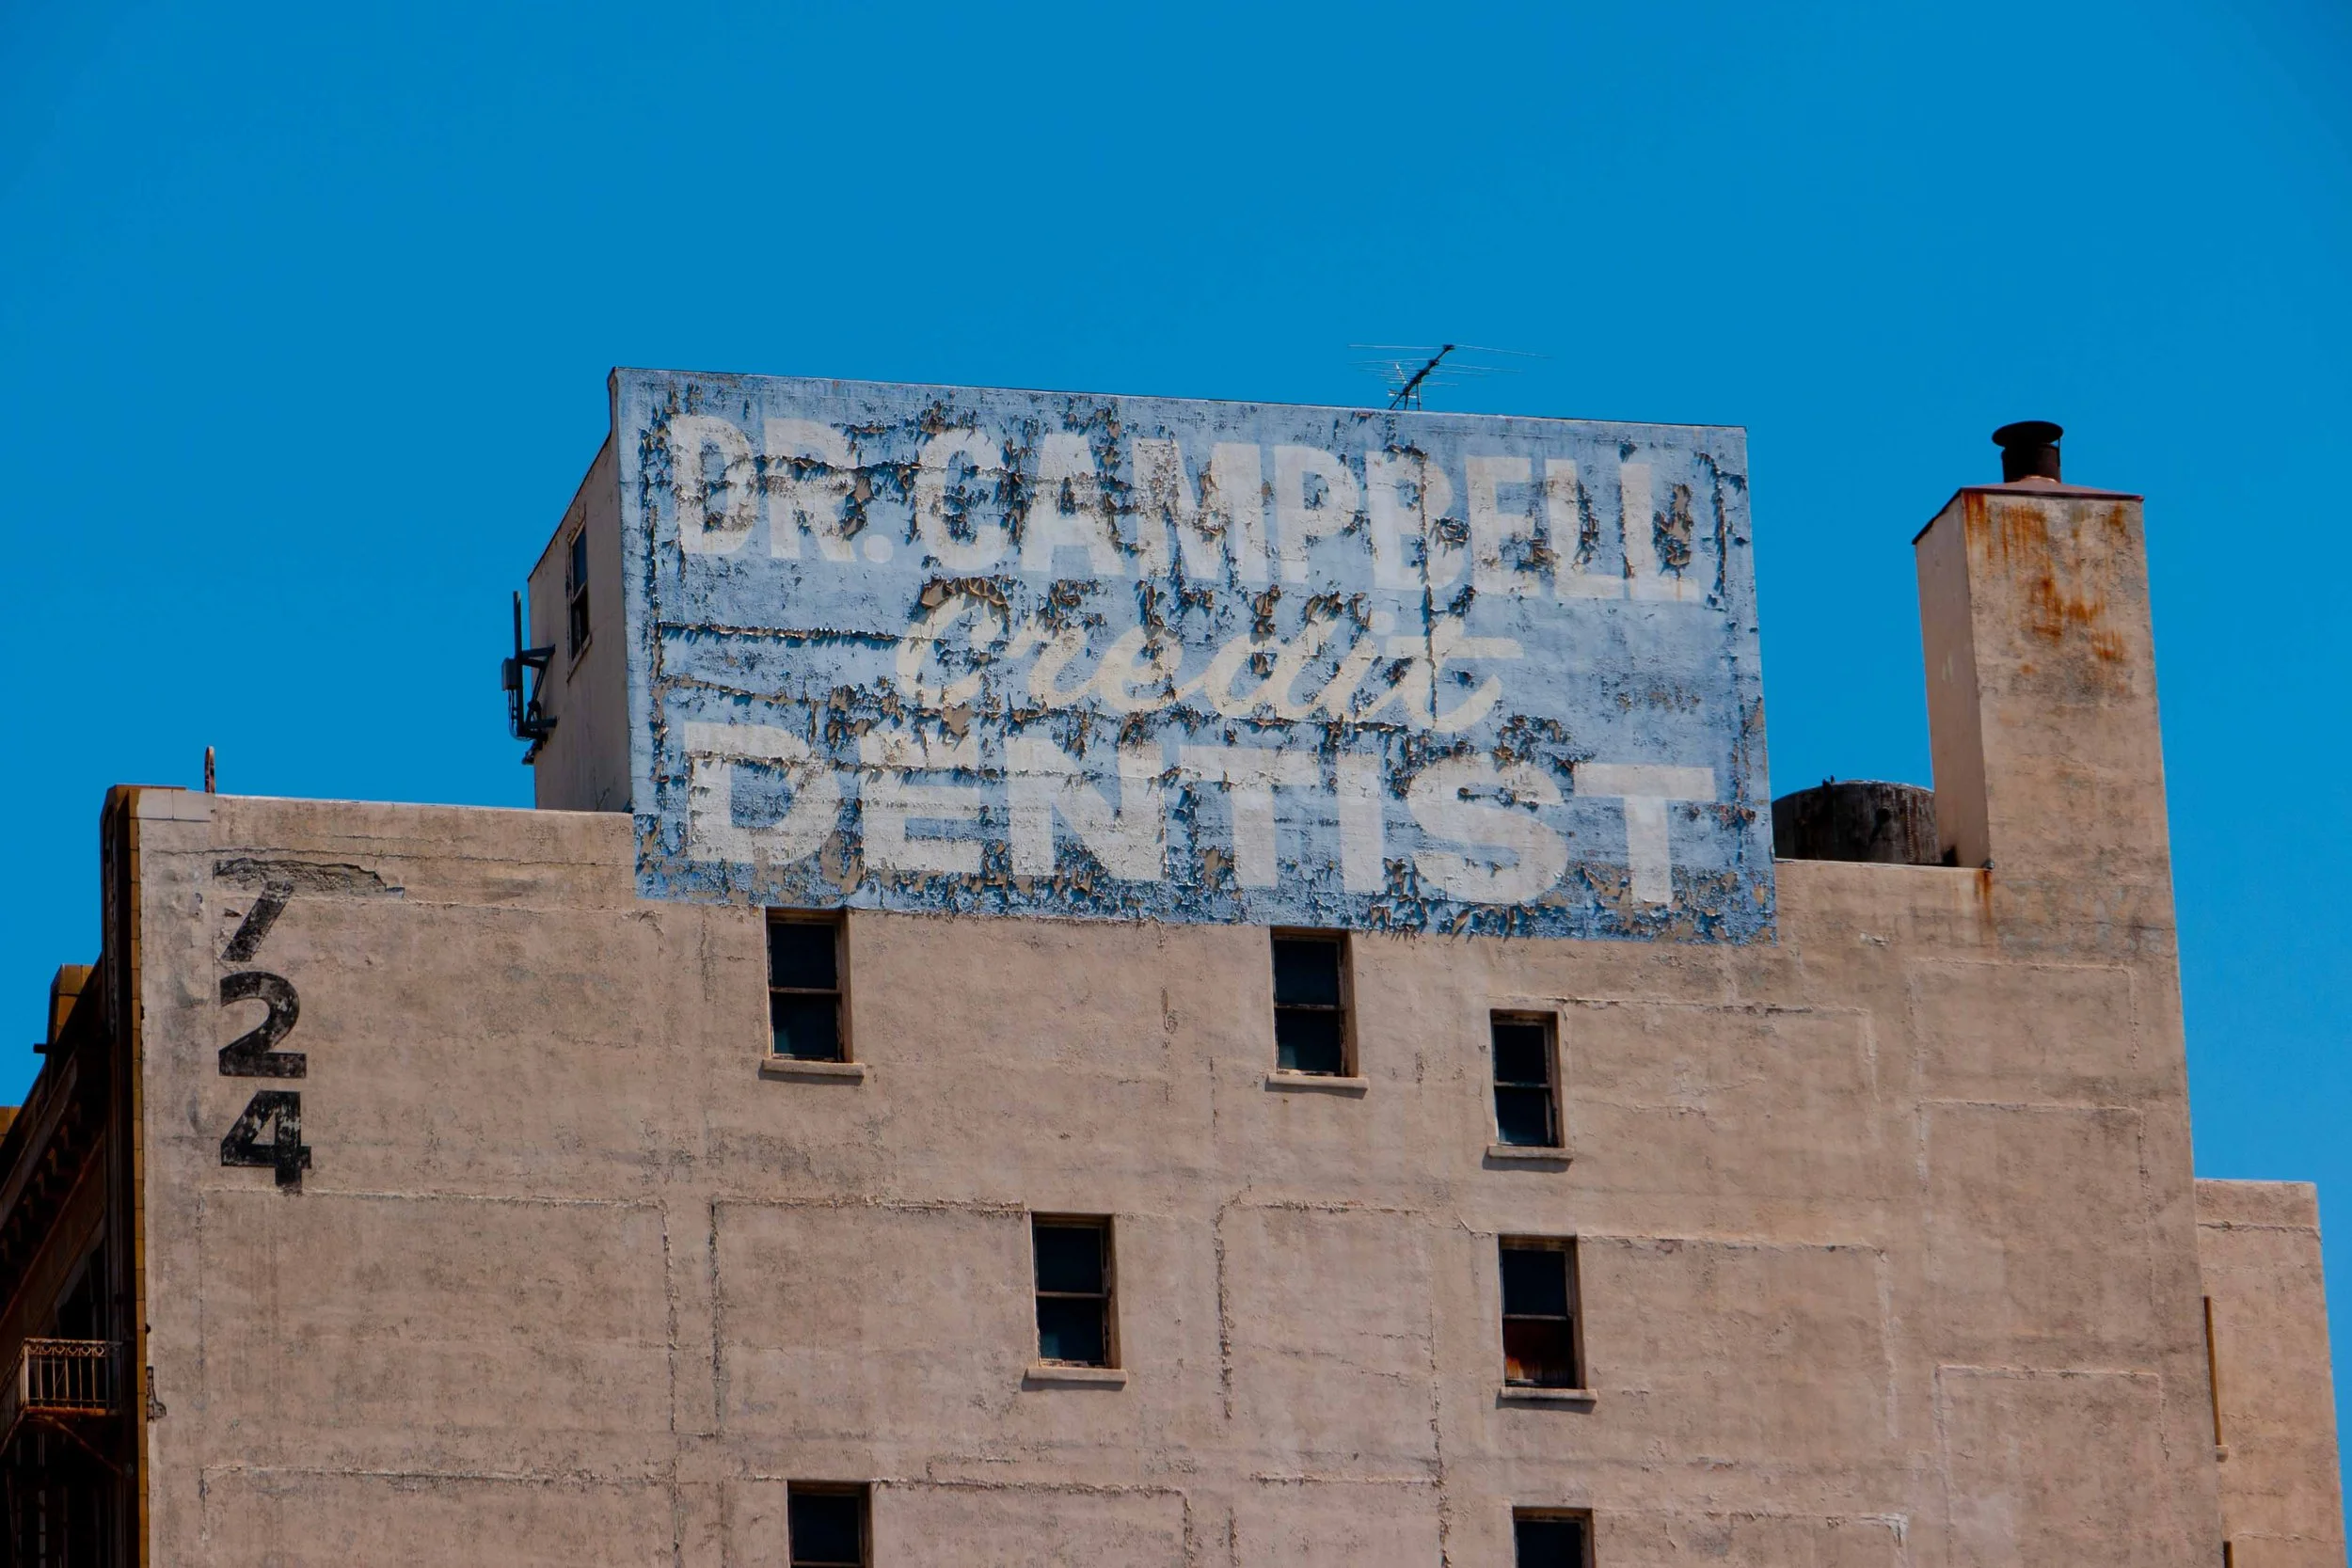 DR. CAMPBELL
Credit
DENTIST
7
2
4